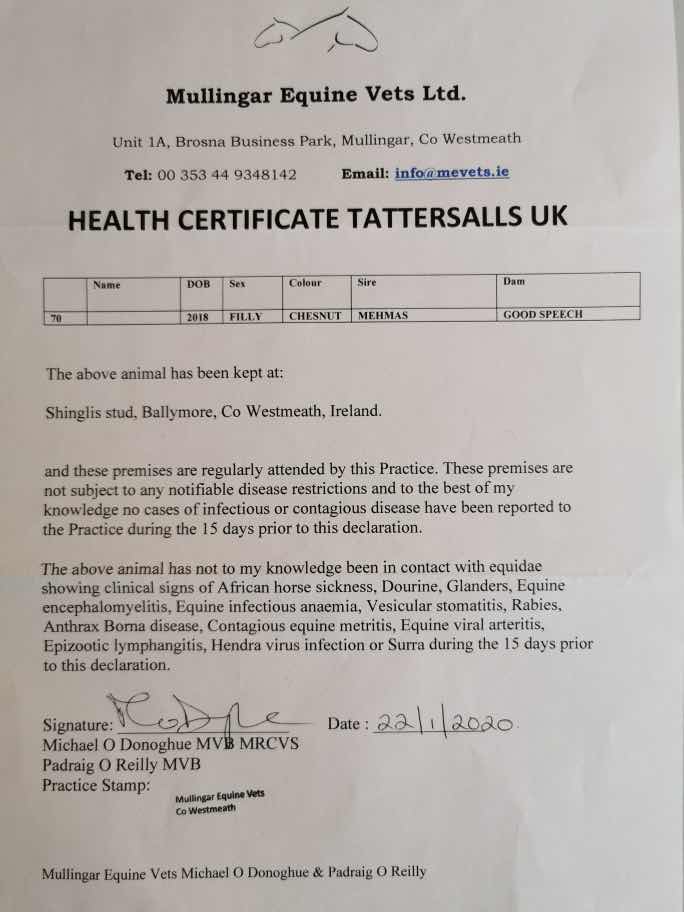 Mullingar Equine Vets Ltd.
Unit 1A, Brosna Business Park, Mullingar, Co Westmeath
Tel: 00 353 44 9348142 Email: info@mevets.ie
HEALTH CERTIFICATE TATTERSALLS UK
Name DOB Sex Colour Sire Dam
70 2018 FILLY CHESNUT MEHMAS GOOD SPEECH
The above animal has been kept at:
Shinglis stud, Ballymore, Co Westmeath, Ireland.
and these premises are regularly attended by this Practice. These premises are
not subject to any notifiable disease restrictions and to the best of my
knowledge no cases of infectious or contagious disease have been reported to
the Practice during the 15 days prior to this declaration.
The above animal has not to my knowledge been in contact with equidae
showing clinical signs of African horse sickness, Dourine, Glanders, Equine
encephalomyelitis, Equine infectious anaemia, Vesicular stomatitis, Rabies,
Anthrax Borna disease, Contagious equine metritis, Equine viral arteritis,
Epizootic lymphangitis, Hendra virus infection or Surra during the 15 days prior
to this declaration.
Signature: Date : 22/1/2020.
Michael O Donoghue MVB MRCVS
Padraig O Reilly MVB
Practice Stamp:
Mullingar Equine Vets
Co Westmeath
Mullingar Equine Vets Michael O Donoghue & Padraig O Reilly